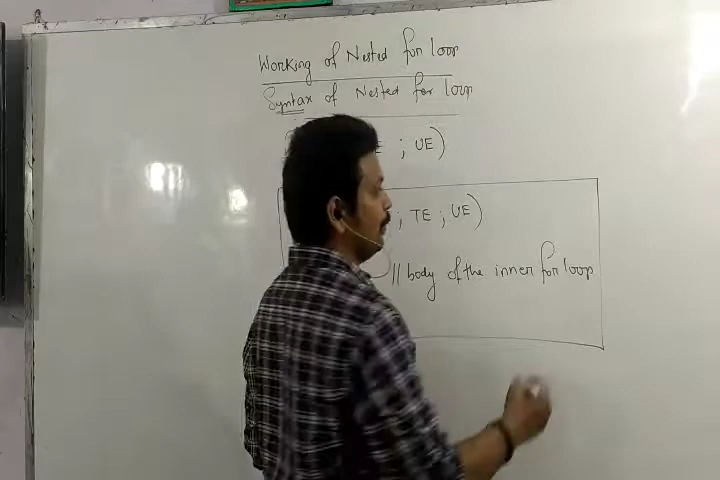 Working of Nested for loop
Syntax of Nested for loop
E ; UE)
; TE ; UE)
// body of the inner for loop